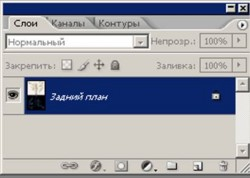 Слои Каналы Контуры
Нормальный Непрозр.: 100%
Закрепить: Заливка: 100%
Задний план